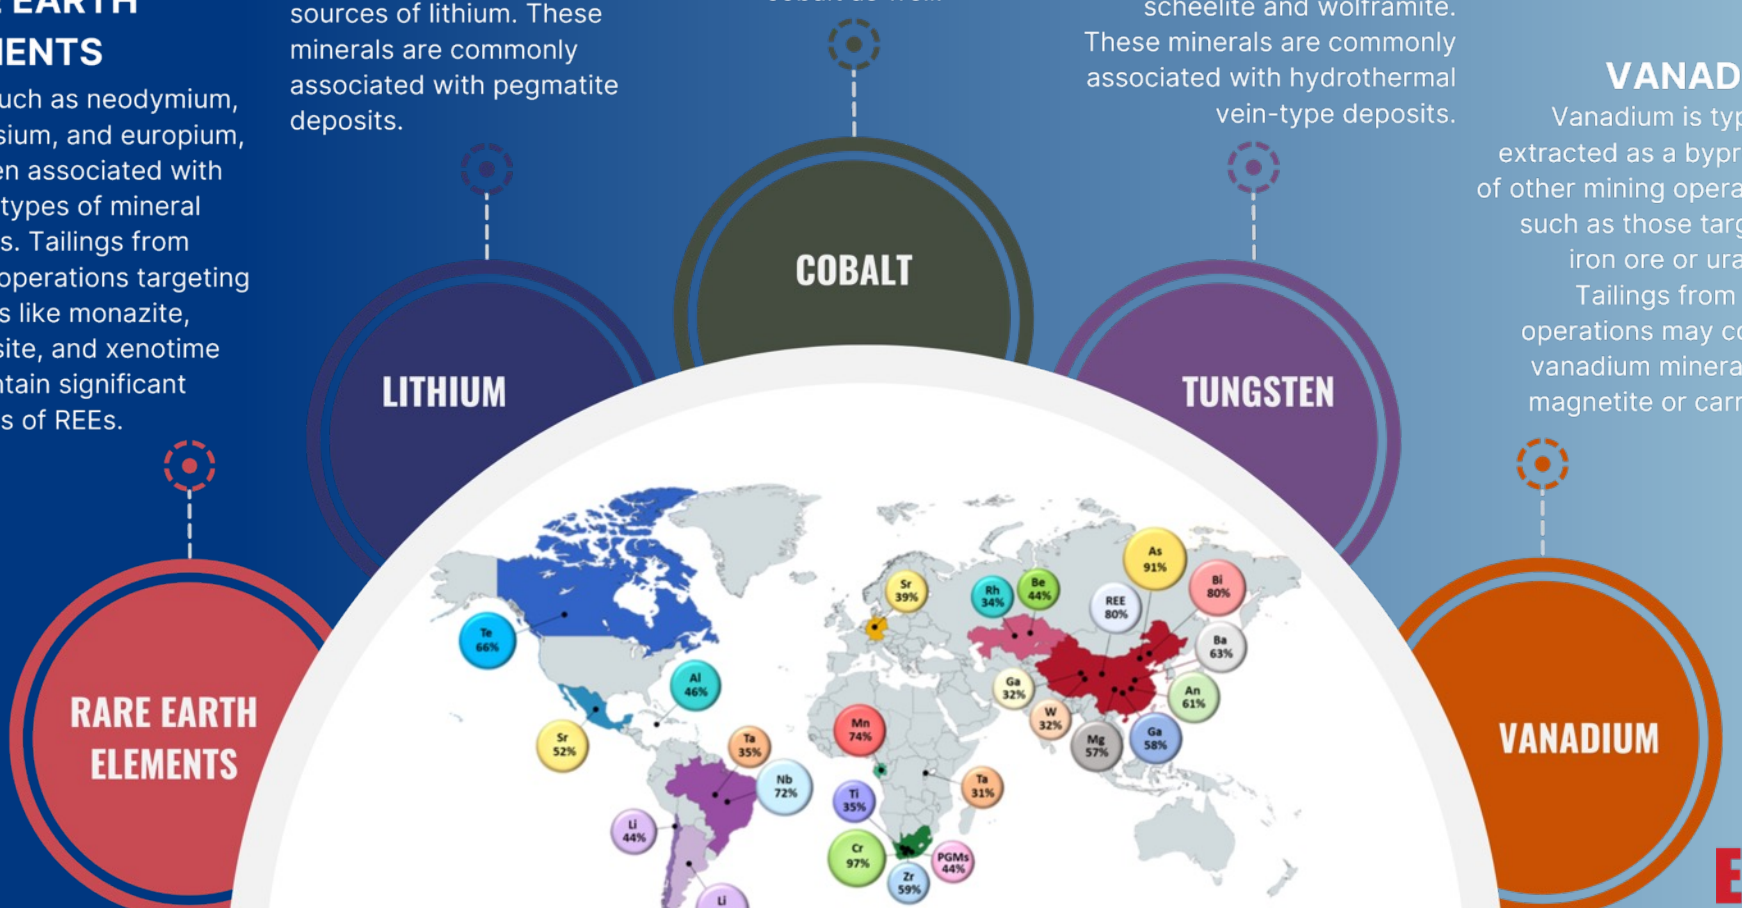 EARTH
sources of lithium. These
minerals are commonly
associated with pegmatite
deposits.
scheelite and wolframite.
These minerals are commonly
associated with hydrothermal
vein-type deposits.
MENTS
such as neodymium,
sium, and europium,
en associated with
types of mineral
s. Tailings from
operations targeting
s like monazite,
site, and xenotime
ntain significant
s of REEs.
VANAD
Vanadium is typ
extracted as a bypr
of other mining opera
such as those targ
iron ore or ura
Tailings from
operations may co
vanadium minera
magnetite or carn
COBALT
LITHIUM
TUNGSTEN
RARE EARTH
ELEMENTS
VANADIUM
Te
66%
Al
46%
Sr
52%
Ta
35%
Nb
72%
Li
44%
Li
Sr
39%
Rh
34%
Be
44%
REE
80%
As
91%
Bi
80%
Ba
63%
An
61%
Ga
32%
W
32%
Mg
57%
Ga
58%
Mn
74%
Ti
35%
Ta
31%
Cr
97%
Zr
59%
PGMs
44%
E